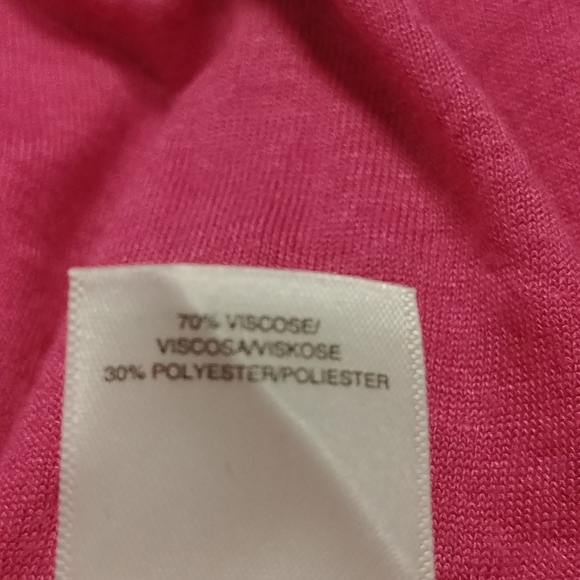 70% VISCOSE/
VISCOSA/VISKOSE
30% POLYESTER/POLIESTER